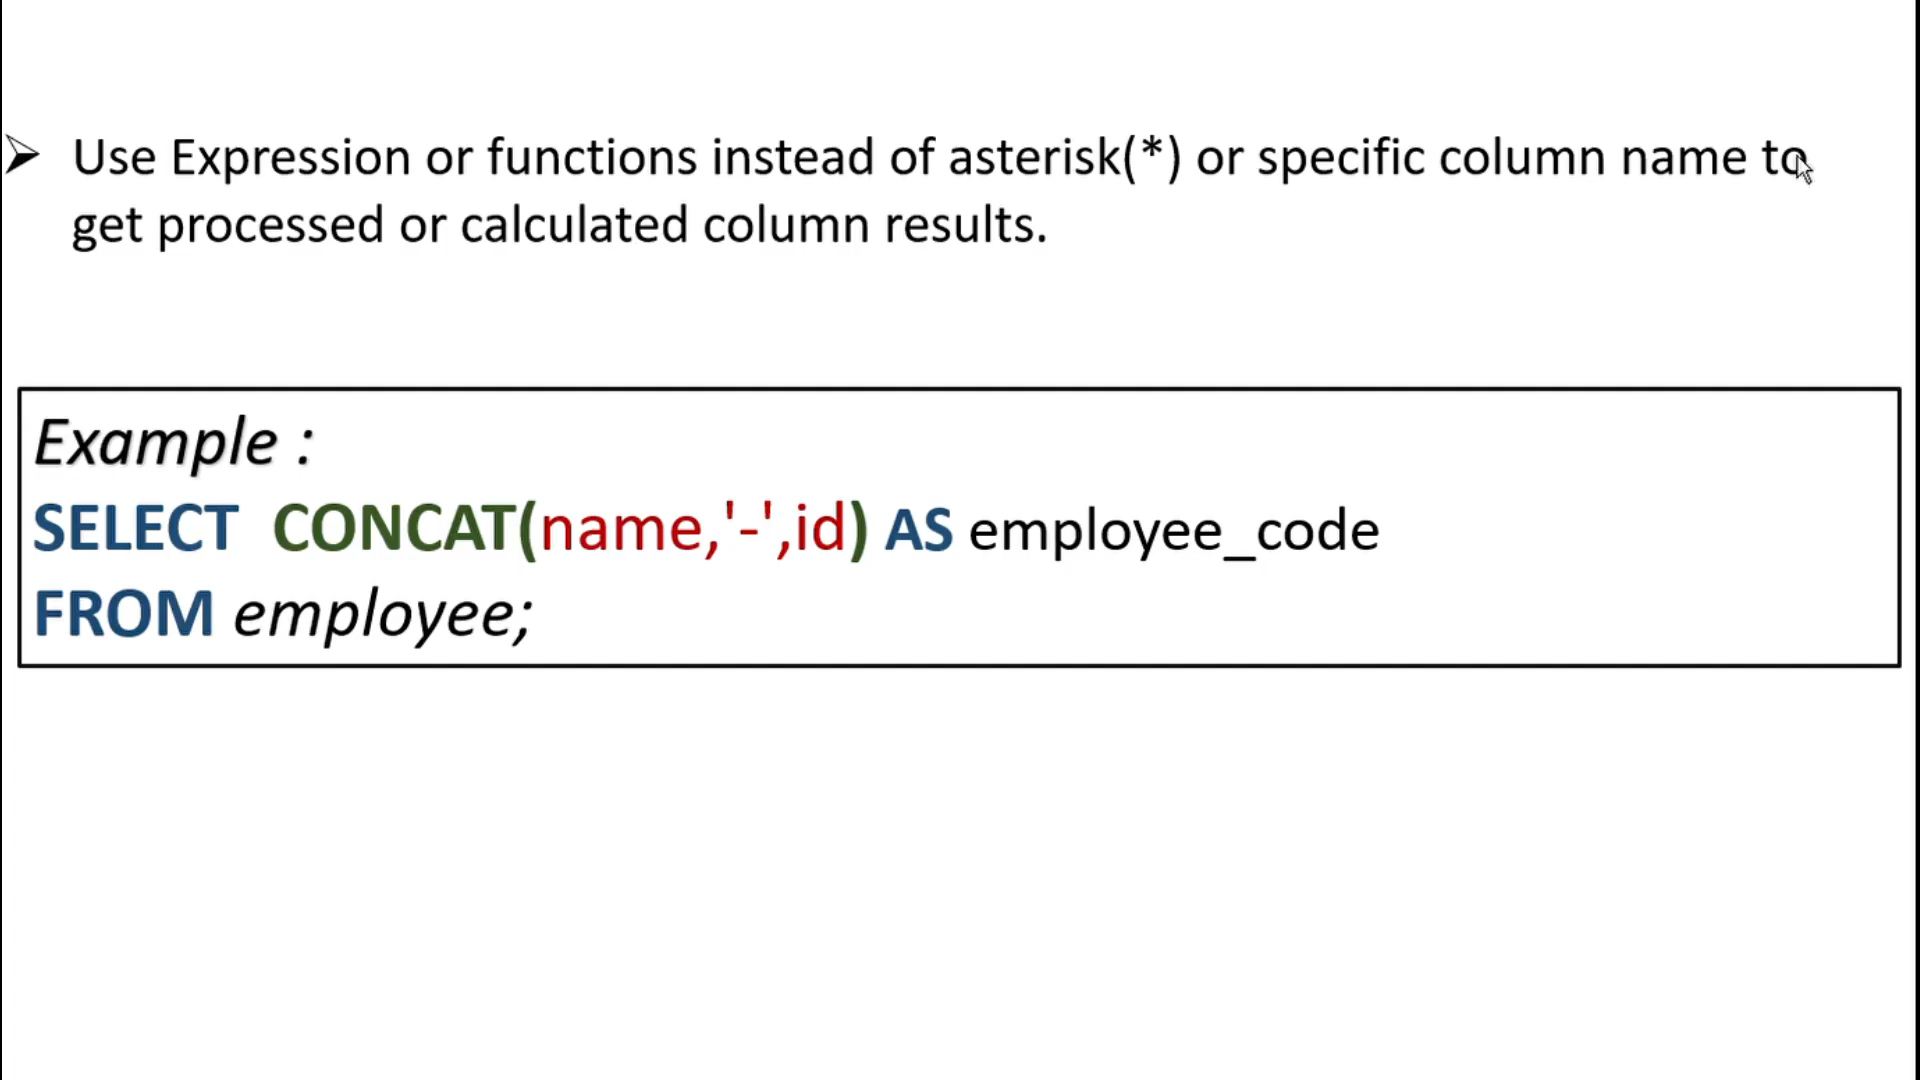 Use Expression or functions instead of asterisk(*) or specific column name to
get processed or calculated column results.
Example :
SELECT CONCAT(name,'-',id) AS employee_code
FROM employee;